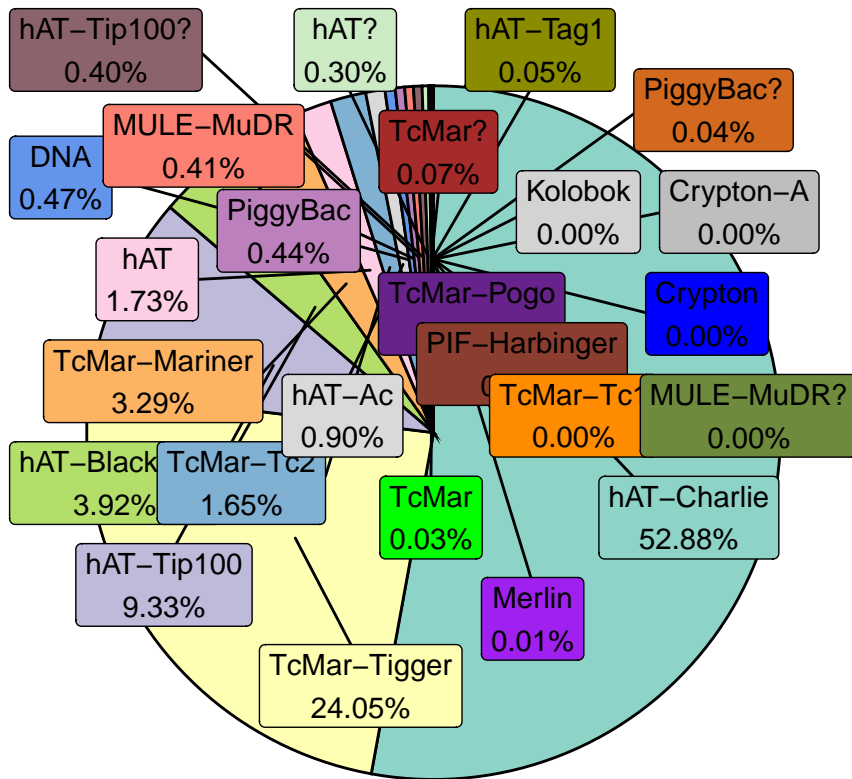 hAT−Tip100?
0.40%
hAT?
0.30%
hAT−Tag1
0.05%
PiggyBac?
0.04%
MULE−MuDR
0.41%
TcMar?
0.07%
DNA
0.47%
PiggyBac
0.44%
Kolobok
0.00%
Crypton−A
0.00%
hAT
1.73%
TcMar−Pogo
Crypton
0.00%
PIF−Harbinger
TcMar−Mariner
3.29%
hAT−Ac
0.90%
TcMar−Tc1
0.00%
MULE−MuDR?
0.00%
hAT−Black
3.92%
TcMar−Tc2
1.65%
TcMar
0.03%
hAT−Charlie
52.88%
hAT−Tip100
9.33%
Merlin
0.01%
TcMar−Tigger
24.05%